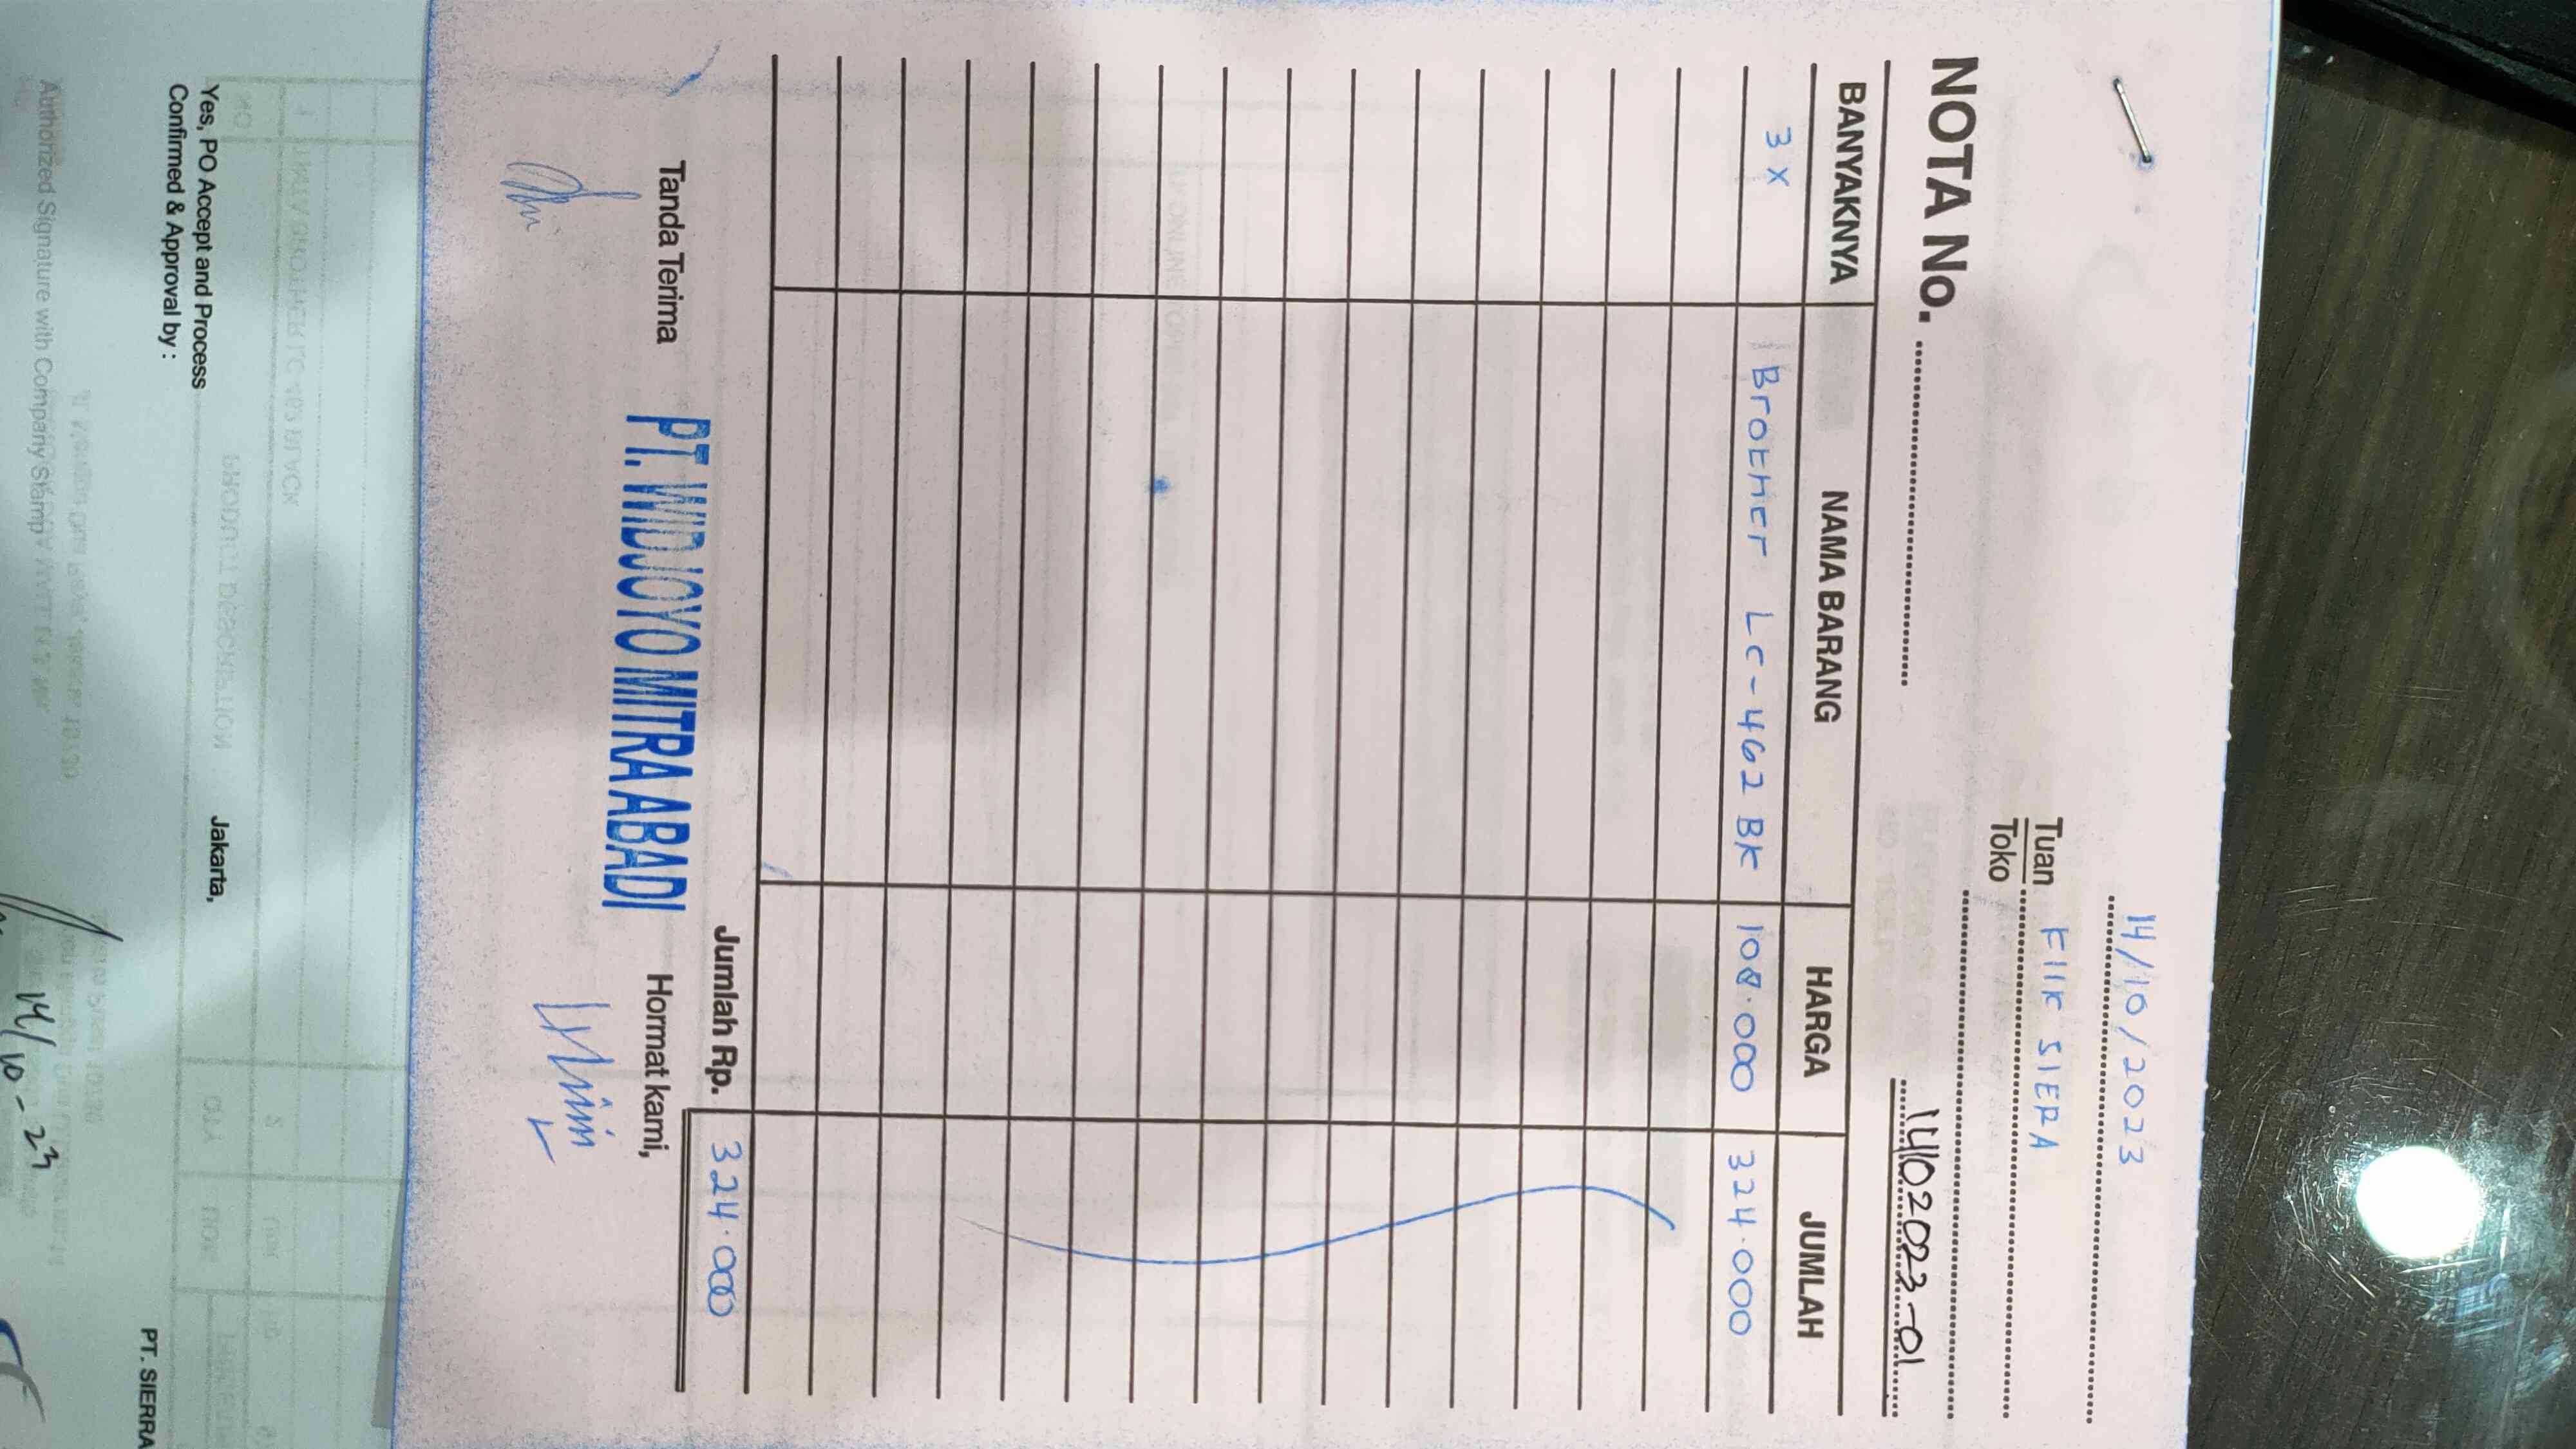 14/10/2023
Tuan FIIK SIERA
Toko
NOTA No. 14102023-01
BANYAKNYA NAMA BARANG HARGA JUMLAH
3 x Brother Lc-462 BK 108.000 324.000
Jumlah Rp. 324.000
Tanda Terima Hormat kami,
PT. WIDJOYO MITRA ABADI
Yes, PO Accept and Process
Confirmed & Approval by :
Jakarta,
PT. SIERRA
14/10-23
Authorized Signature with Company Stamp